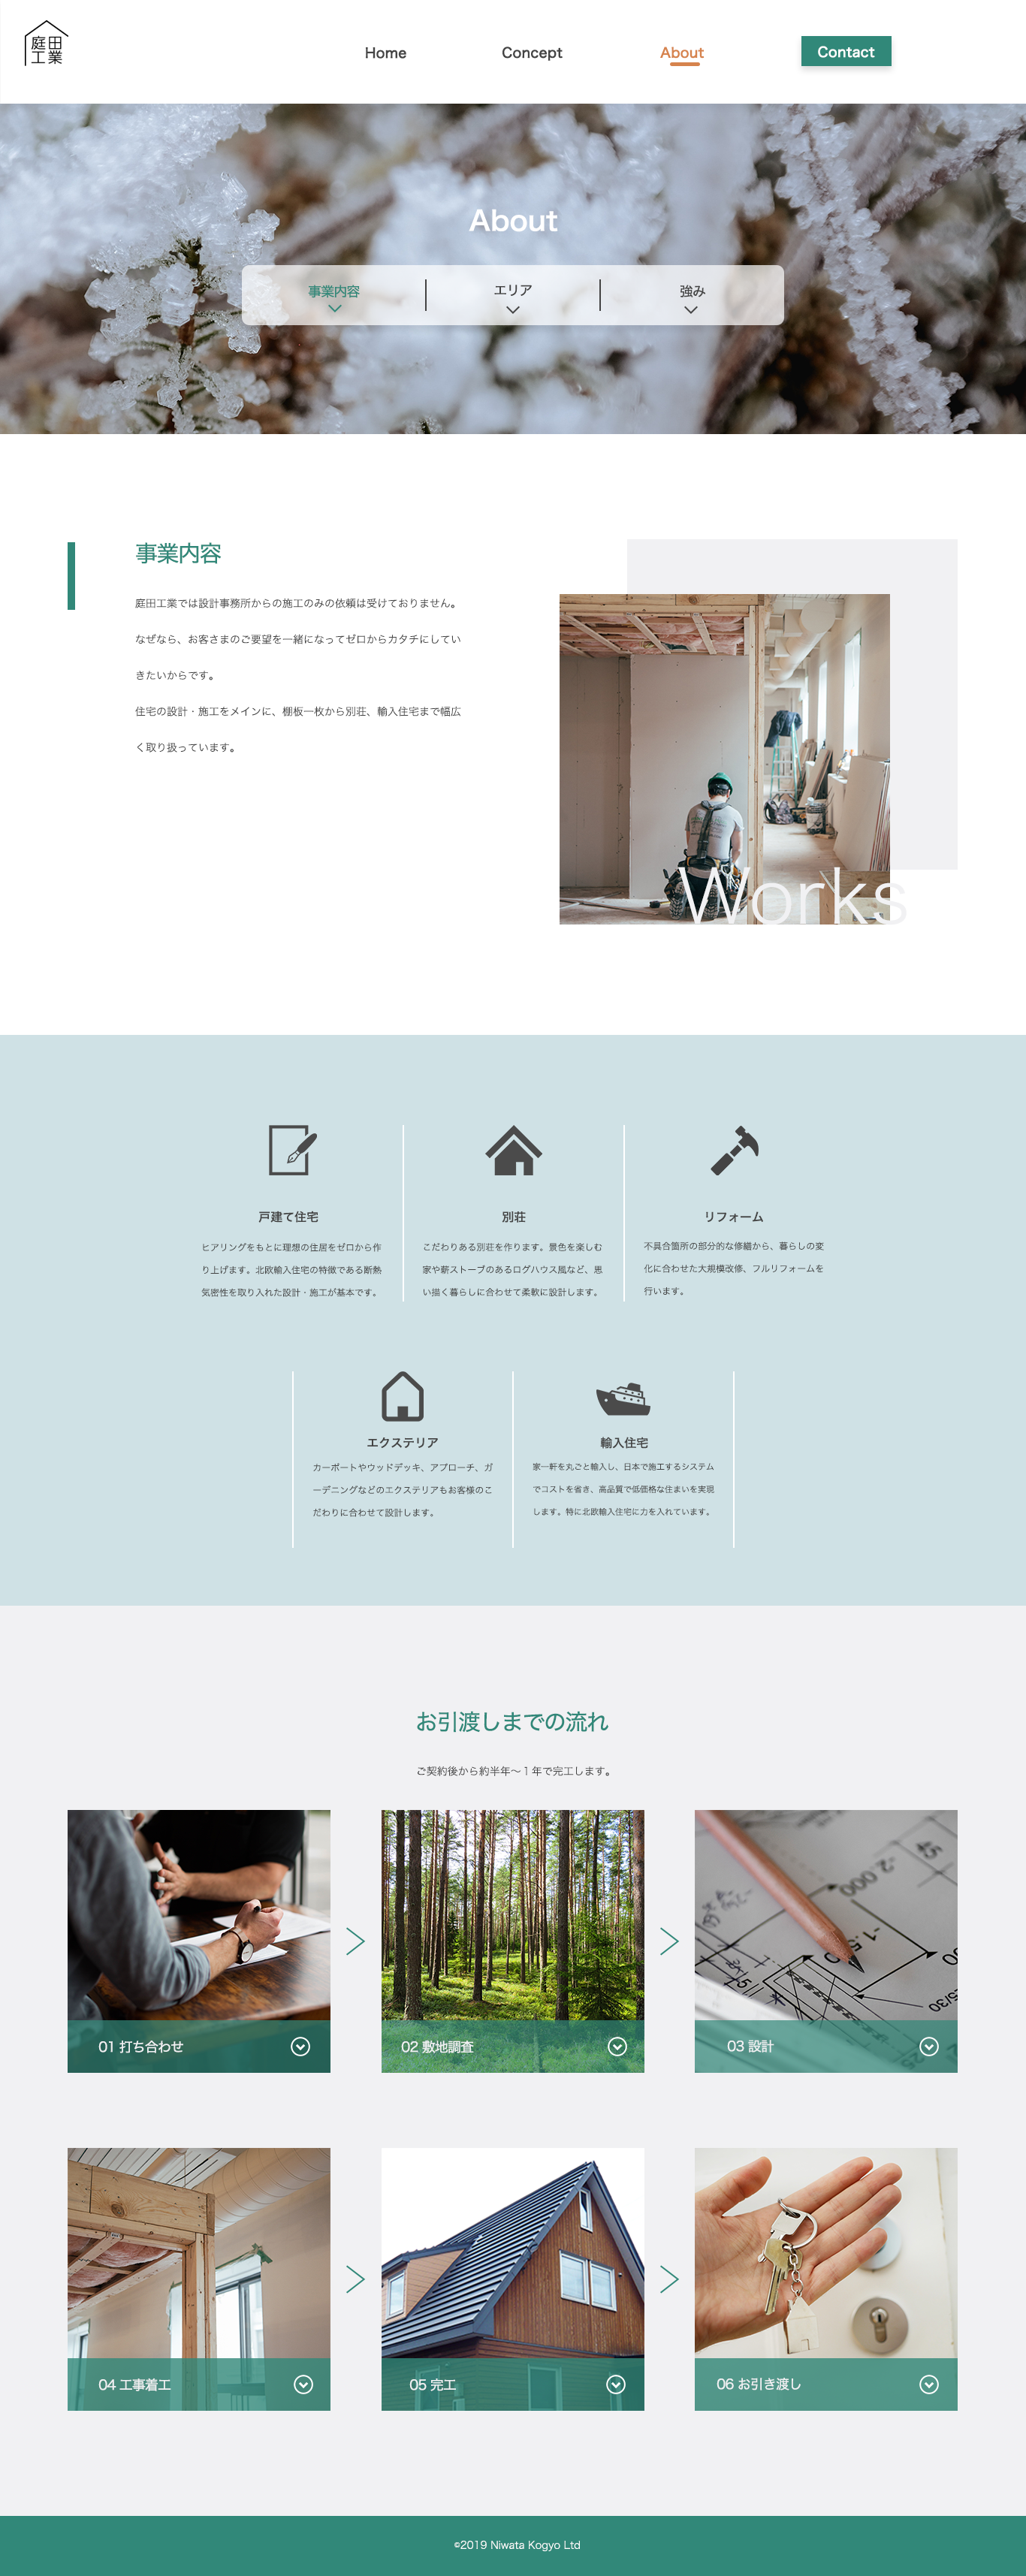 庭田
工業
Home
Concept
About
Contact
About
事業内容
エリア
強み
事業内容
庭田工業では設計事務所からの施工のみの依頼は受けておりません。
なぜなら、お客さまのご要望を一緒になってゼロからカタチにしてい
きたいからです。
住宅の設計・施工をメインに、棚板一枚から別荘、輸入住宅まで幅広
く取り扱っています。
Works
戸建て住宅
ヒアリングをもとに理想の住居をゼロから作
り上げます。北欧輸入住宅の特徴である断熱
気密性を取り入れた設計・施工が基本です。
別荘
こだわりある別荘を作ります。景色を楽しむ
家や薪ストーブのあるログハウス風など、思
い描く暮らしに合わせて柔軟に設計します。
リフォーム
不具合箇所の部分的な修繕から、暮らしの変
化に合わせた大規模改修、フルリフォームを
行います。
エクステリア
カーポートやウッドデッキ、アプローチ、ガ
ーデニングなどのエクステリアもお客様のこ
だわりに合わせて設計します。
輸入住宅
家一軒を丸ごと輸入し、日本で施工するシステム
でコストを省き、高品質で低価格な住まいを実現
します。特に北欧輸入住宅に力を入れています。
お引渡しまでの流れ
ご契約後から約半年〜１年で完工します。
01 打ち合わせ
02 敷地調査
03 設計
04 工事着工
05 完工
06 お引き渡し
©2019 Niwata Kogyo Ltd